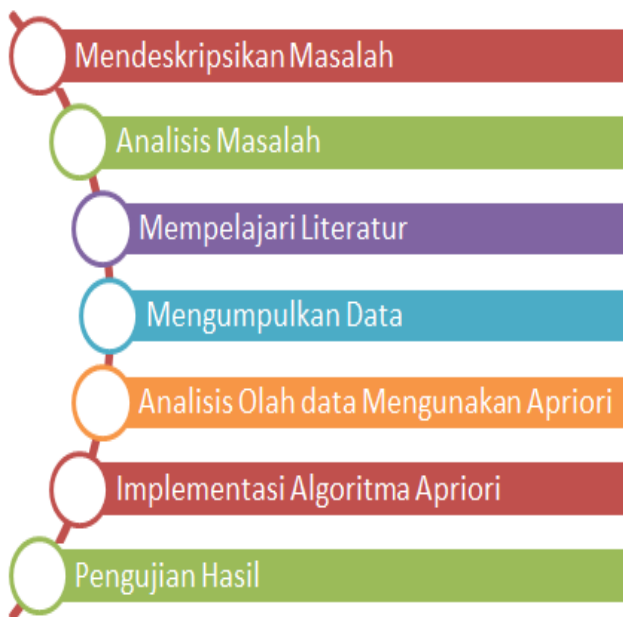 Mendeskripsikan Masalah
Analisis Masalah
Mempelajari Literatur
Mengumpulkan Data
Analisis Olah data Mengunakan Apriori
Implementasi Algoritma Apriori
Pengujian Hasil